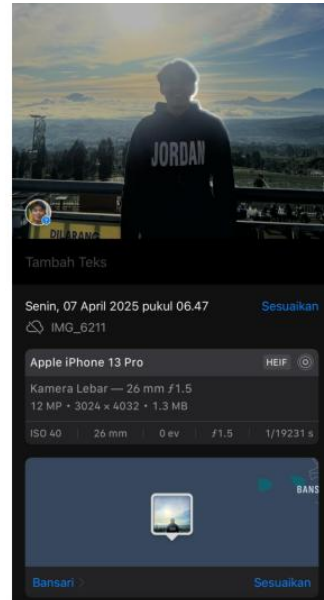 JORDAN
DILARANG
Tambah Teks
Senin, 07 April 2025 pukul 06.47
Sesuaikan
IMG_6211
Apple iPhone 13 Pro
HEIF
Kamera Lebar — 26 mm ƒ1.5
12 MP • 3024 × 4032 • 1.3 MB
ISO 40
26 mm
0 ev
ƒ1.5
1/19231 s
BANS
Bansari
Sesuaikan